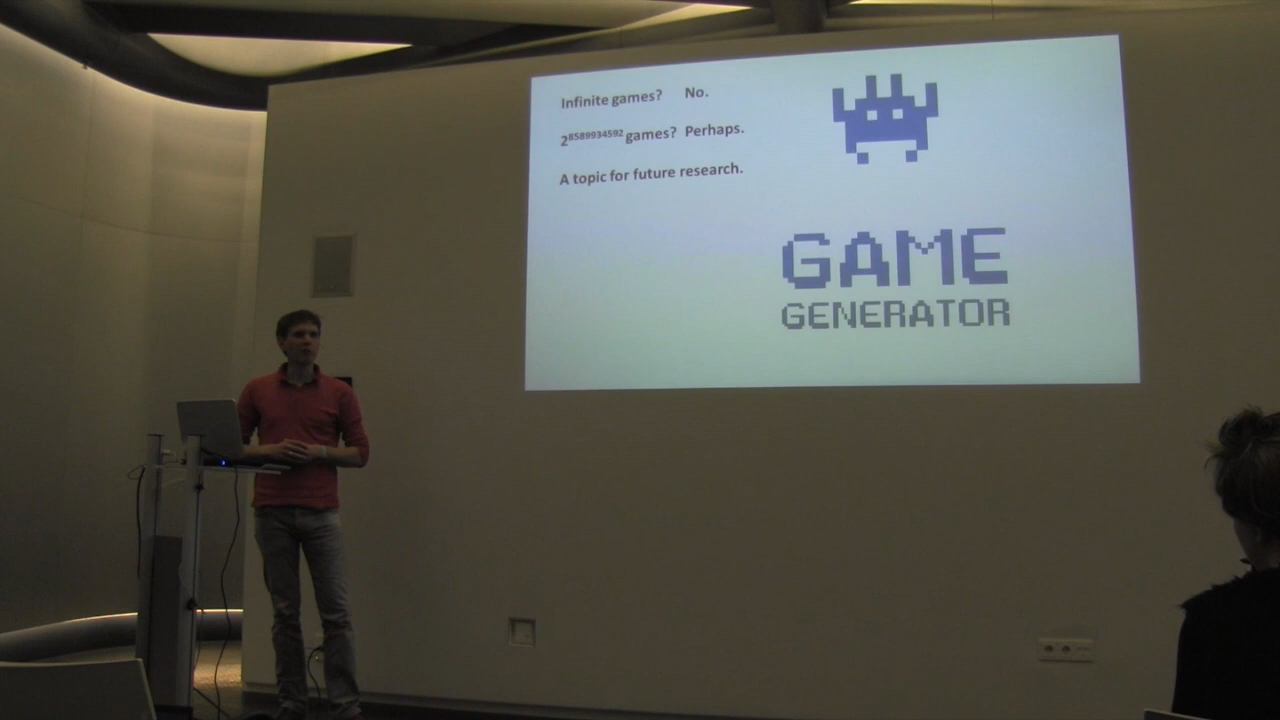 Infinite games? No.
2^8589934592 games? Perhaps.
A topic for future research.
GAME
GENERATOR